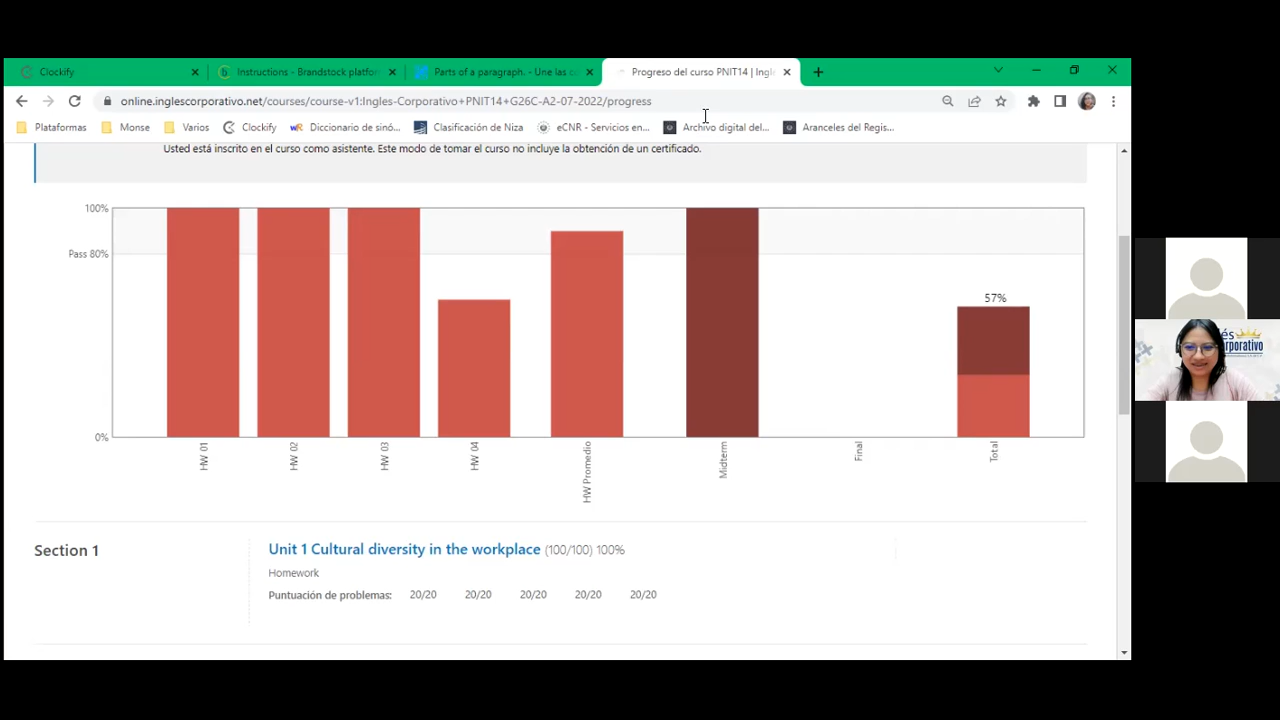 Clockify
Instructions - Brandstock platfor
Parts of a paragraph. - Une las co
Progreso del curso PNIT14 | Ingle
online.inglescorporativo.net/courses/course-v1:Ingles-Corporativo+PNIT14+G26C-A2-07-2022/progress
Plataformas Monse Varios Clockify Diccionario de sinó... Clasificación de Niza eCNR - Servicios en... Archivo digital del... Aranceles del Regis...
Usted está inscrito en el curso como asistente. Este modo de tomar el curso no incluye la obtención de un certificado.
100%
Pass 80%
0%
57%
HW 01
HW 02
HW 03
HW 04
HW Promedio
Midterm
Final
Total
Section 1
Unit 1 Cultural diversity in the workplace (100/100) 100%
Homework
Puntuación de problemas: 20/20 20/20 20/20 20/20 20/20
és
orporativo